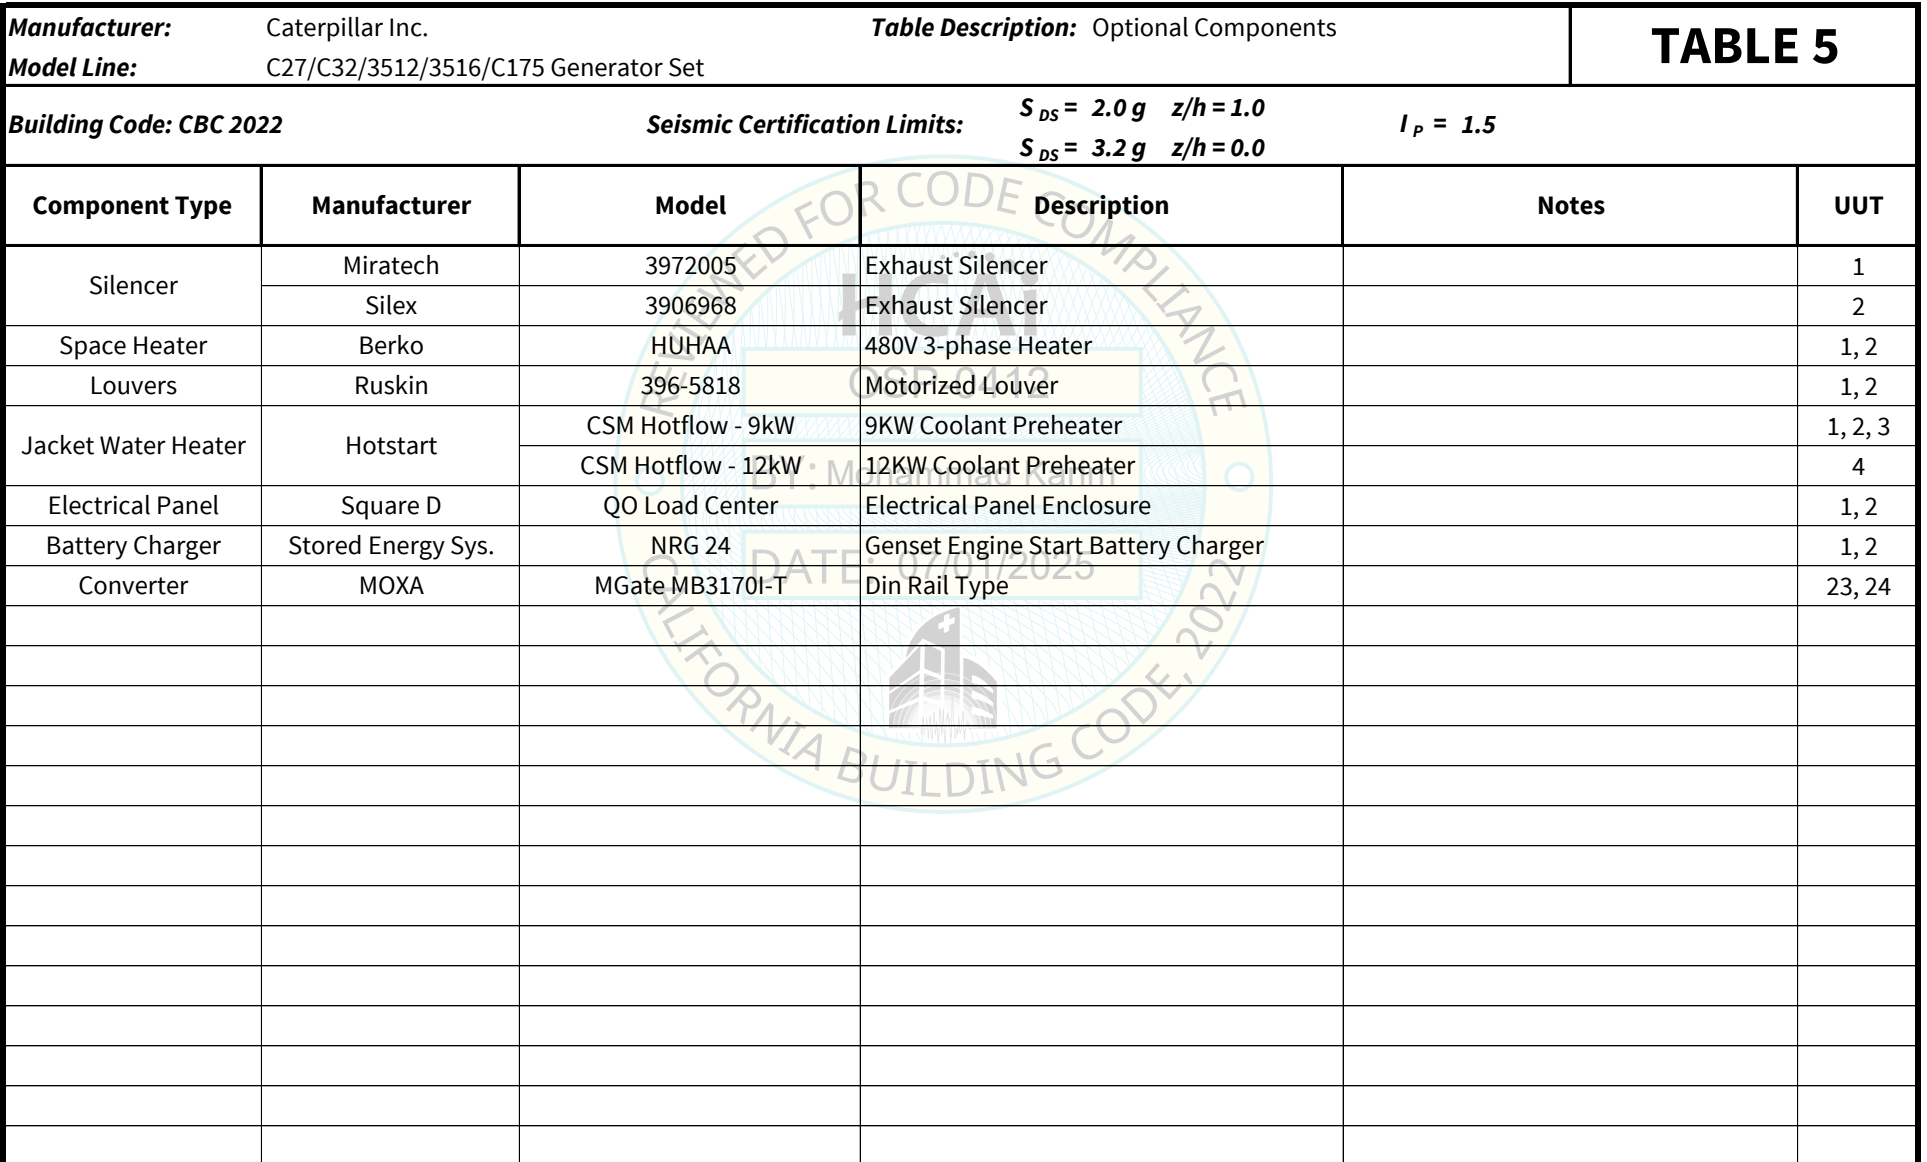 Manufacturer: Caterpillar Inc. Table Description: Optional Components TABLE 5
Model Line: C27/C32/3512/3516/C175 Generator Set
Building Code: CBC 2022 Seismic Certification Limits: S DS = 2.0 g z/h = 1.0 I P = 1.5
S DS = 3.2 g z/h = 0.0
Component Type Manufacturer Model Description Notes UUT
Silencer Miratech 3972005 Exhaust Silencer 1
Silex 3906968 Exhaust Silencer 2
Space Heater Berko HUHAA 480V 3-phase Heater 1, 2
Louvers Ruskin 396-5818 Motorized Louver 1, 2
Jacket Water Heater Hotstart CSM Hotflow - 9kW 9KW Coolant Preheater 1, 2, 3
CSM Hotflow - 12kW 12KW Coolant Preheater 4
Electrical Panel Square D QO Load Center Electrical Panel Enclosure 1, 2
Battery Charger Stored Energy Sys. NRG 24 Genset Engine Start Battery Charger 1, 2
Converter MOXA MGate MB3170I-T Din Rail Type 23, 24
REVIEWED FOR CODE COMPLIANCE
HCAi
OSP-0412
BY: Mohammad Karim
DATE: 07/01/2025
CALIFORNIA BUILDING CODE, 2022